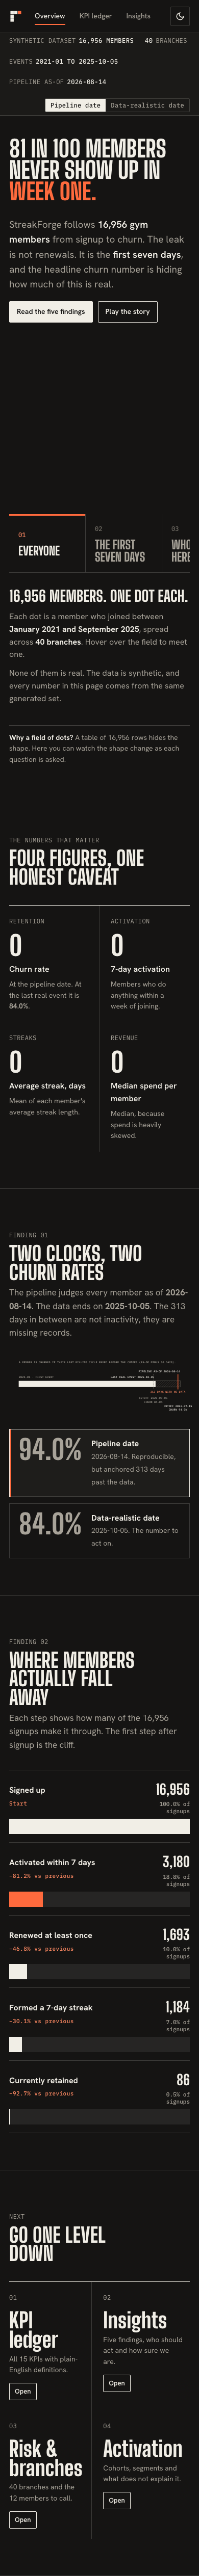 Overview KPI ledger Insights
SYNTHETIC DATASET 16,956 MEMBERS 40 BRANCHES
EVENTS 2021-01 TO 2025-10-05
PIPELINE AS-OF 2026-08-14
Pipeline date Data-realistic date
81 IN 100 MEMBERS
NEVER SHOW UP IN
WEEK ONE.
StreakForge follows 16,956 gym
members from signup to churn. The leak
is not renewals. It is the first seven days,
and the headline churn number is hiding
how much of this is real.
Read the five findings Play the story
01
EVERYONE
02
THE FIRST
SEVEN DAYS
03
WHO
HERE
16,956 MEMBERS. ONE DOT EACH.
Each dot is a member who joined between
January 2021 and September 2025, spread
across 40 branches. Hover over the field to meet
one.
None of them is real. The data is synthetic, and
every number in this page comes from the same
generated set.
Why a field of dots? A table of 16,956 rows hides the
shape. Here you can watch the shape change as each
question is asked.
THE NUMBERS THAT MATTER
FOUR FIGURES, ONE
HONEST CAVEAT
RETENTION
0
Churn rate
At the pipeline date. At
the last real event it is
84.0%.
ACTIVATION
0
7-day activation
Members who do
anything within a
week of joining.
STREAKS
0
Average streak, days
Mean of each member's
average streak length.
REVENUE
0
Median spend per
member
Median, because
spend is heavily
skewed.
FINDING 01
TWO CLOCKS, TWO
CHURN RATES
The pipeline judges every member as of 2026-
08-14. The data ends on 2025-10-05. The 313
days in between are not inactivity, they are
missing records.
94.0%
Pipeline date
2026-08-14. Reproducible,
but anchored 313 days
past the data.
84.0%
Data-realistic date
2025-10-05. The number to
act on.
FINDING 02
WHERE MEMBERS
ACTUALLY FALL
AWAY
Each step shows how many of the 16,956
signups make it through. The first step after
signup is the cliff.
Signed up 16,956
Start 100.0% of
signups
Activated within 7 days 3,180
−81.2% vs previous 18.8% of
signups
Renewed at least once 1,693
−46.8% vs previous 10.0% of
signups
Formed a 7-day streak 1,184
−30.1% vs previous 7.0% of
signups
Currently retained 86
−92.7% vs previous 0.5% of
signups
NEXT
GO ONE LEVEL
DOWN
01
KPI
ledger
All 15 KPIs with plain-
English definitions.
Open
02
Insights
Five findings, who should
act and how sure we
are.
Open
03
Risk &
branches
40 branches and the
12 members to call.
Open
04
Activation
Cohorts, segments and
what does not explain it.
Open